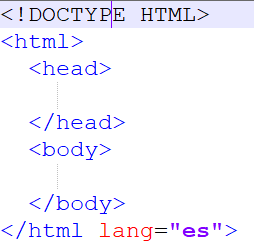 <!DOCTYPE HTML>
<html>
<head>
</head>
<body>
</body>
</html lang="es">